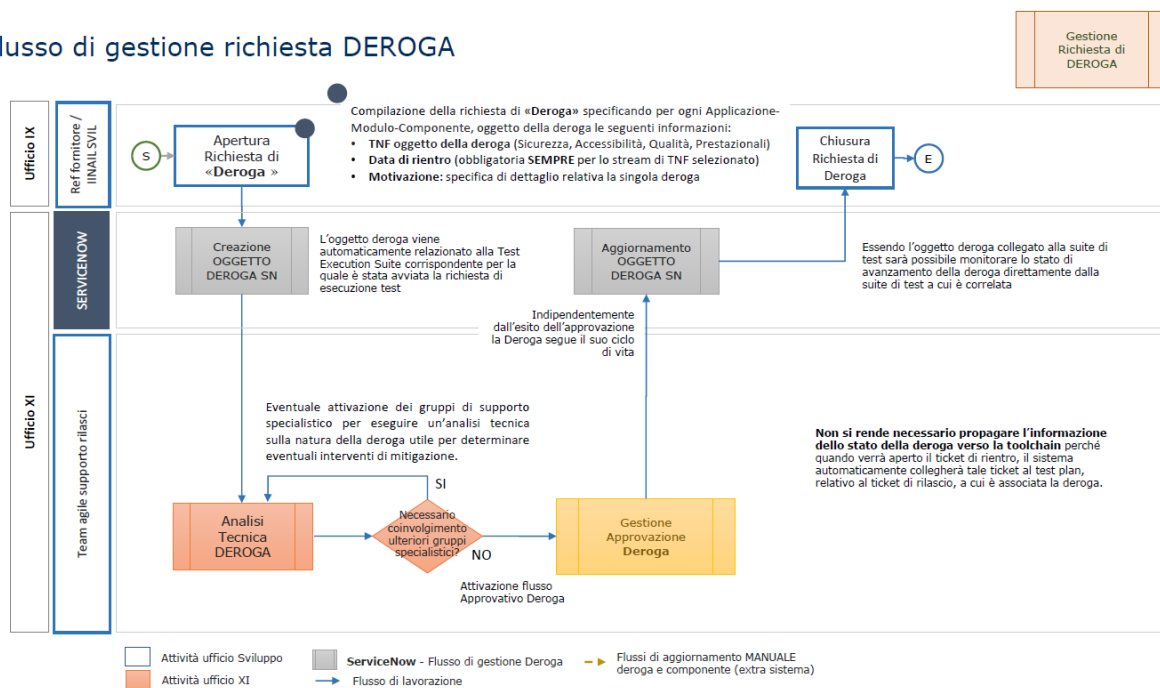 lusso di gestione richiesta DEROGA
Gestione
Richiesta di
DEROGA
Ufficio IX
Ref fornitore /
IINAIL SVIL
S
Apertura
Richiesta di
«Deroga »
Compilazione della richiesta di «Deroga» specificando per ogni Applicazione-
Modulo-Componente, oggetto della deroga le seguenti informazioni:
• TNF oggetto della deroga (Sicurezza, Accessibilità, Qualità, Prestazionali)
• Data di rientro (obbligatoria SEMPRE per lo stream di TNF selezionato)
• Motivazione: specifica di dettaglio relativa la singola deroga
Chiusura
Richiesta di
Deroga
E
Ufficio XI
SERVICENOW
Creazione
OGGETTO
DEROGA SN
L'oggetto deroga viene
automaticamente relazionato alla Test
Execution Suite corrispondente per la
quale è stata avviata la richiesta di
esecuzione test
Aggiornamento
OGGETTO
DEROGA SN
Essendo l'oggetto deroga collegato alla suite di
test sarà possibile monitorare lo stato di
avanzamento della deroga direttamente dalla
suite di test a cui è correlata
Indipendentemente
dall'esito dell'approvazione
la Deroga segue il suo ciclo
di vita
Team agile supporto rilasci
Eventuale attivazione dei gruppi di supporto
specialistico per eseguire un'analisi tecnica
sulla natura della deroga utile per determinare
eventuali interventi di mitigazione.
Non si rende necessario propagare l'informazione
dello stato della deroga verso la toolchain perché
quando verrà aperto il ticket di rientro, il sistema
automaticamente collegherà tale ticket al test plan,
relativo al ticket di rilascio, a cui è associata la deroga.
SI
Analisi
Tecnica
DEROGA
Necessario
coinvolgimento
ulteriori gruppi
specialistici?
NO
Gestione
Approvazione
Deroga
Attivazione flusso
Approvativo Deroga
Attività ufficio Sviluppo
ServiceNow - Flusso di gestione Deroga
Flussi di aggiornamento MANUALE
deroga e componente (extra sistema)
Attività ufficio XI
Flusso di lavorazione